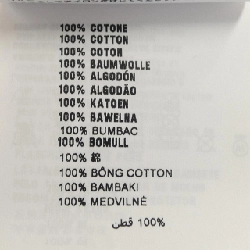 100% COTONE
100% COTTON
100% COTON
100% BAUMWOLLE
100% ALGODÓN
100% ALGODÃO
100% KATOEN
100% BAWEŁNA
100% BUMBAC
100% BOMULL
100% 綿
100% BÔNG COTTON
100% BAMBAKI
100% MEDVILNĖ
100% قطن